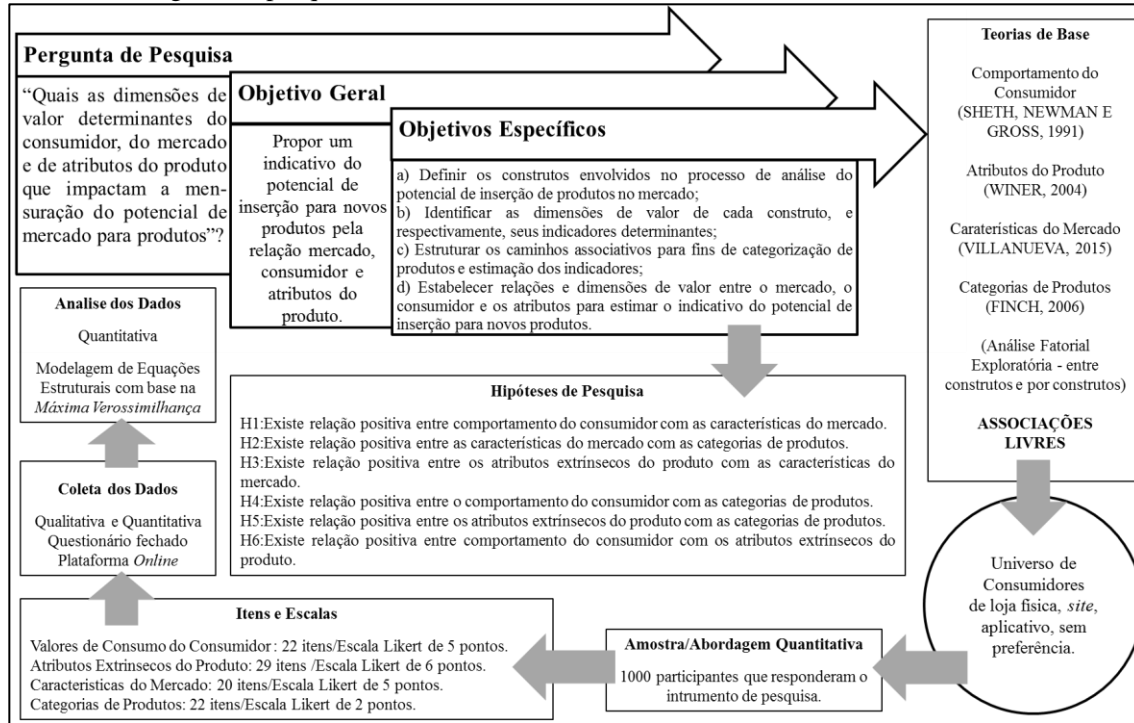 Pergunta de Pesquisa
“Quais as dimensões de
valor determinantes do
consumidor, do mercado
e de atributos do produto
que impactam a men-
suração do potencial de
mercado para produtos”?
Objetivo Geral
Propor um
indicativo do
potencial de
inserção para novos
produtos pela
relação mercado,
consumidor e
atributos do
produto.
Objetivos Específicos
a) Definir os construtos envolvidos no processo de análise do
potencial de inserção de produtos no mercado;
b) Identificar as dimensões de valor de cada construto, e
respectivamente, seus indicadores determinantes;
c) Estruturar os caminhos associativos para fins de categorização de
produtos e estimação dos indicadores;
d) Estabelecer relações e dimensões de valor entre o mercado, o
consumidor e os atributos para estimar o indicativo do potencial de
inserção para novos produtos.
Teorias de Base
Comportamento do
Consumidor
(SHETH, NEWMAN E
GROSS, 1991)
Atributos do Produto
(WINER, 2004)
Caraterísticas do Mercado
(VILLANUEVA, 2015)
Categorias de Produtos
(FINCH, 2006)
(Análise Fatorial
Exploratória - entre
construtos e por construtos)
ASSOCIAÇÕES
LIVRES
Hipóteses de Pesquisa
H1:Existe relação positiva entre comportamento do consumidor com as características do mercado.
H2:Existe relação positiva entre as características do mercado com as categorias de produtos.
H3:Existe relação positiva entre os atributos extrínsecos do produto com as características do
mercado.
H4:Existe relação positiva entre o comportamento do consumidor com as categorias de produtos.
H5:Existe relação positiva entre os atributos extrínsecos do produto com as categorias de produtos.
H6:Existe relação positiva entre comportamento do consumidor com os atributos extrínsecos do
produto.
Universo de
Consumidores
de loja física, site,
aplicativo, sem
preferência.
Amostra/Abordagem Quantitativa
1000 participantes que responderam o
intrumento de pesquisa.
Itens e Escalas
Valores de Consumo do Consumidor: 22 itens/Escala Likert de 5 pontos.
Atributos Extrinsecos do Produto: 29 itens /Escala Likert de 6 pontos.
Caracteristicas do Mercado: 20 itens/Escala Likert de 5 pontos.
Categorias de Produtos: 22 itens/Escala Likert de 2 pontos.
Coleta dos Dados
Qualitativa e Quantitativa
Questionário fechado
Plataforma Online
Analise dos Dados
Quantitativa
Modelagem de Equações
Estruturais com base na
Máxima Verossimilhança